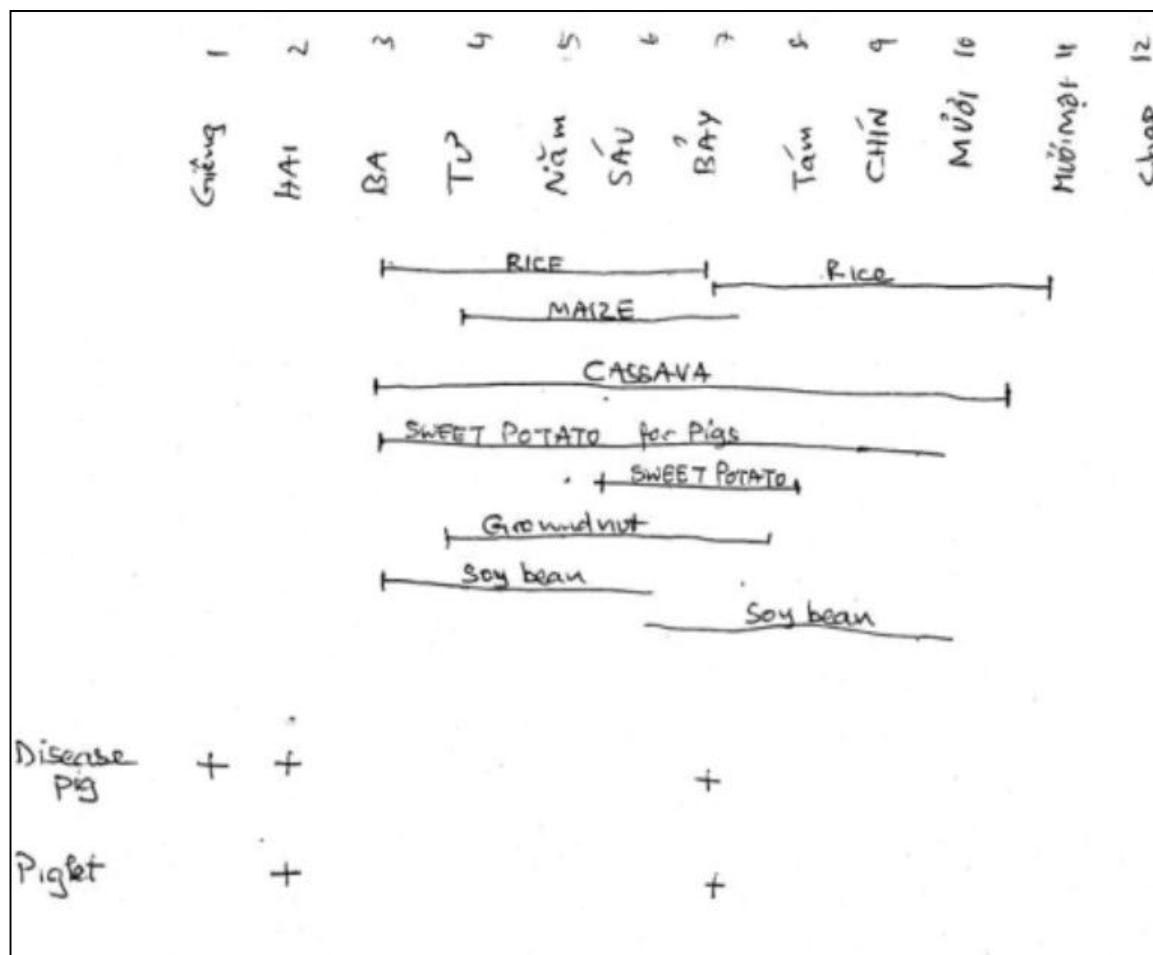 1 2 3 4 5 6 7 8 9 10 11 12
Giêng HAI BA TƯ Năm SÁU BẢY Tám CHÍN MƯỜI MƯỜI MỘT Chạp
RICE
Rice
MAIZE
CASSAVA
SWEET POTATO for Pigs
SWEET POTATO
Groundnut
Soy bean
Soy bean
Disease + + +
pig
Piglet + +